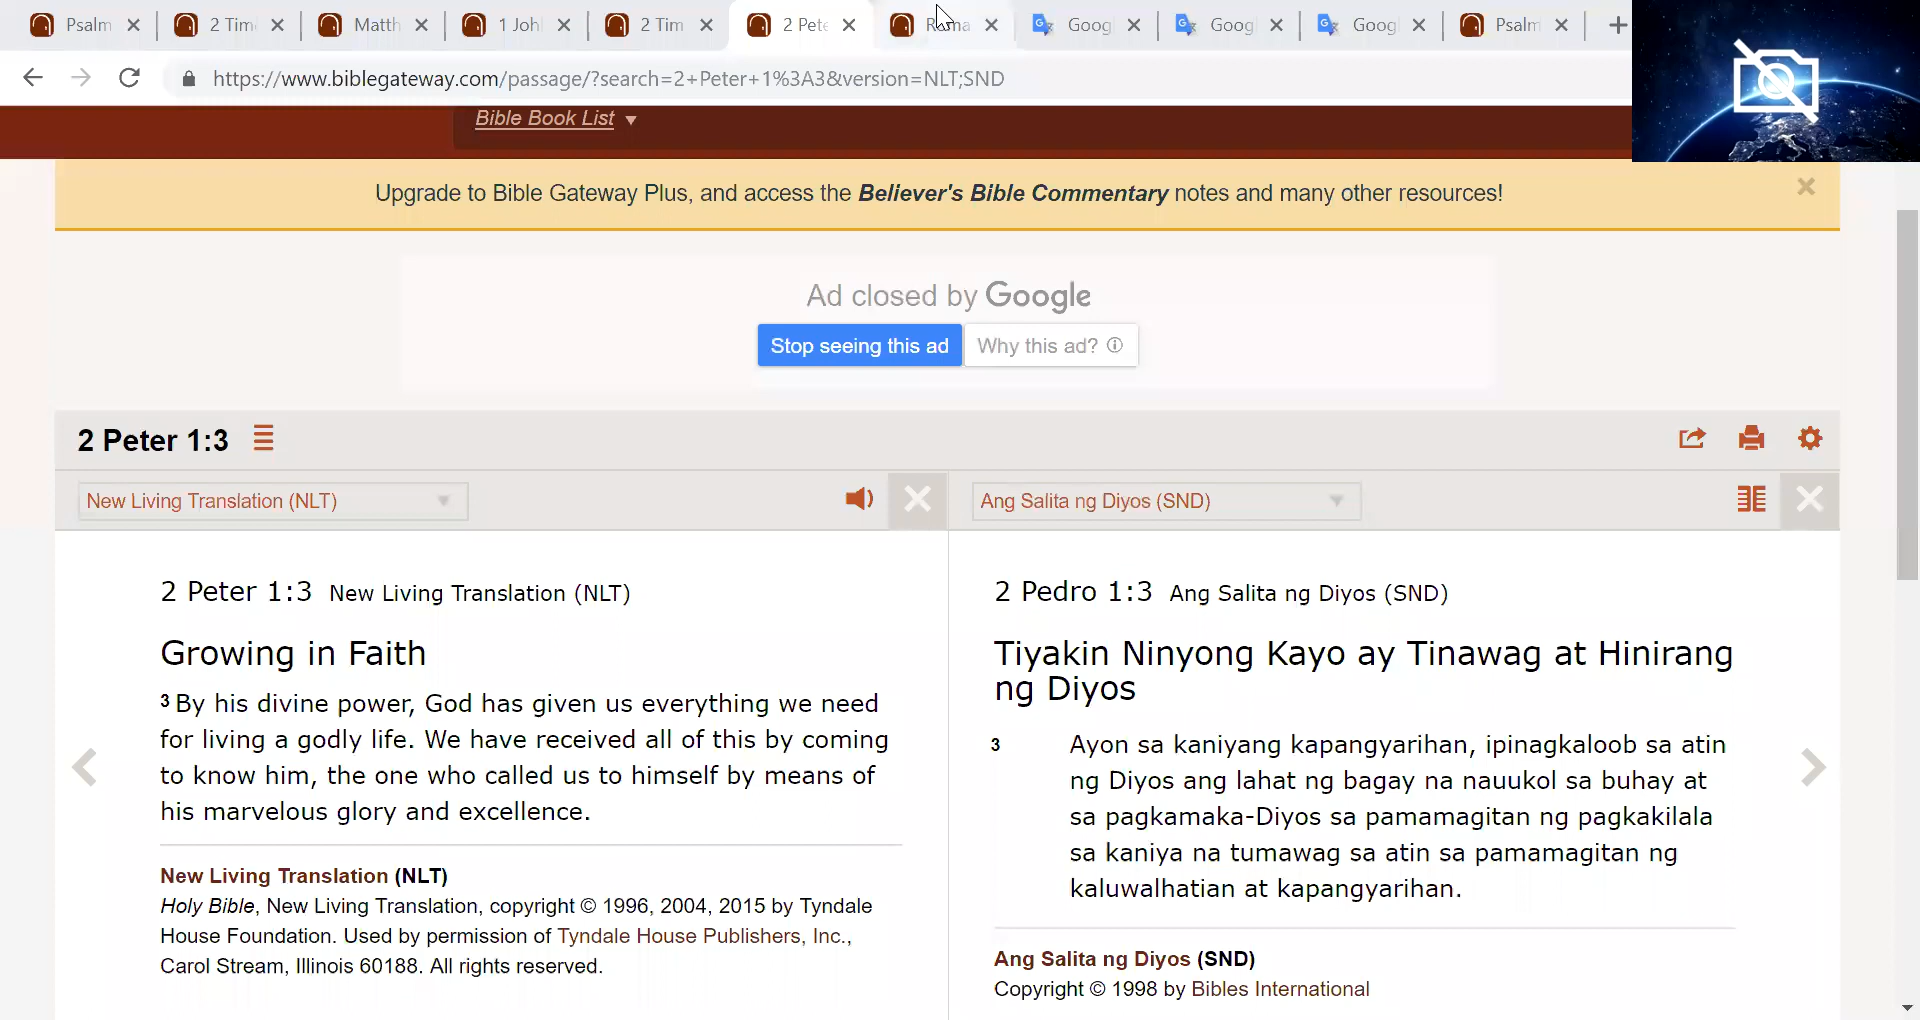 Psalm
2 Tim
Matth
1 Joh
2 Tim
2 Pete
Roma
Goog
Goog
Goog
Psalm
https://www.biblegateway.com/passage/?search=2+Peter+1%3A3&version=NLT;SND
Bible Book List
Upgrade to Bible Gateway Plus, and access the Believer's Bible Commentary notes and many other resources!
Ad closed by Google
Stop seeing this ad
Why this ad?
2 Peter 1:3
New Living Translation (NLT)
Ang Salita ng Diyos (SND)
2 Peter 1:3 New Living Translation (NLT)
Growing in Faith
3 By his divine power, God has given us everything we need
for living a godly life. We have received all of this by coming
to know him, the one who called us to himself by means of
his marvelous glory and excellence.
New Living Translation (NLT)
Holy Bible, New Living Translation, copyright © 1996, 2004, 2015 by Tyndale
House Foundation. Used by permission of Tyndale House Publishers, Inc.,
Carol Stream, Illinois 60188. All rights reserved.
2 Pedro 1:3 Ang Salita ng Diyos (SND)
Tiyakin Ninyong Kayo ay Tinawag at Hinirang
ng Diyos
3 Ayon sa kaniyang kapangyarihan, ipinagkaloob sa atin
ng Diyos ang lahat ng bagay na nauukol sa buhay at
sa pagkamaka-Diyos sa pamamagitan ng pagkakilala
sa kaniya na tumawag sa atin sa pamamagitan ng
kaluwalhatian at kapangyarihan.
Ang Salita ng Diyos (SND)
Copyright © 1998 by Bibles International